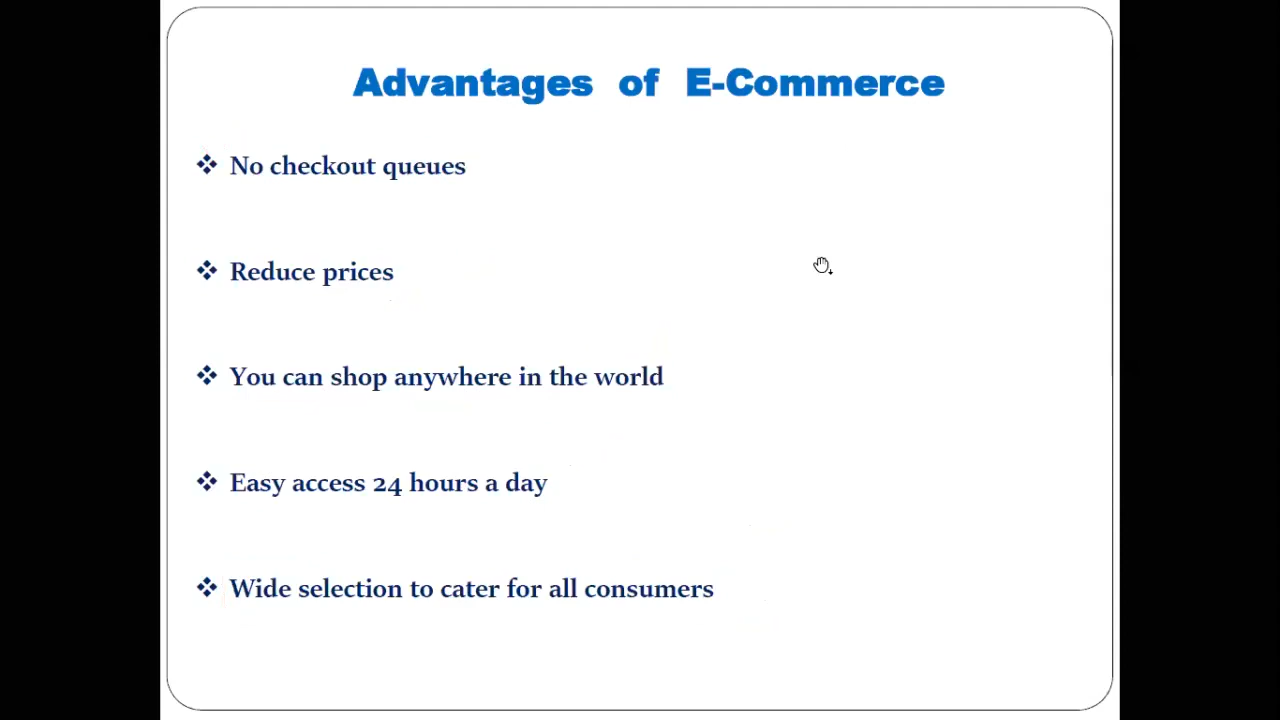 Advantages of E-Commerce
No checkout queues
Reduce prices
You can shop anywhere in the world
Easy access 24 hours a day
Wide selection to cater for all consumers